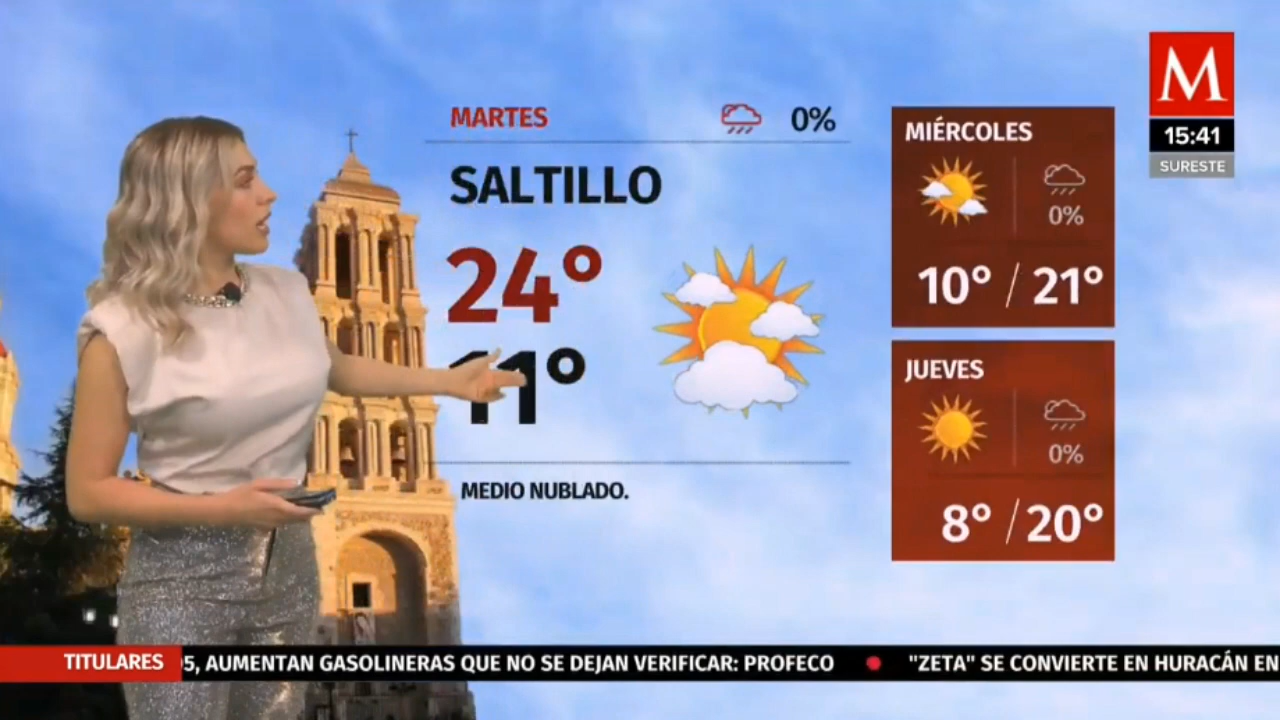 MARTES
0%
SALTILLO
24°
11°
MEDIO NUBLADO.
MIÉRCOLES
0%
10° / 21°
JUEVES
0%
8° / 20°
M
15:41
SURESTE
TITULARES
5, AUMENTAN GASOLINERAS QUE NO SE DEJAN VERIFICAR: PROFECO • "ZETA" SE CONVIERTE EN HURACÁN EN